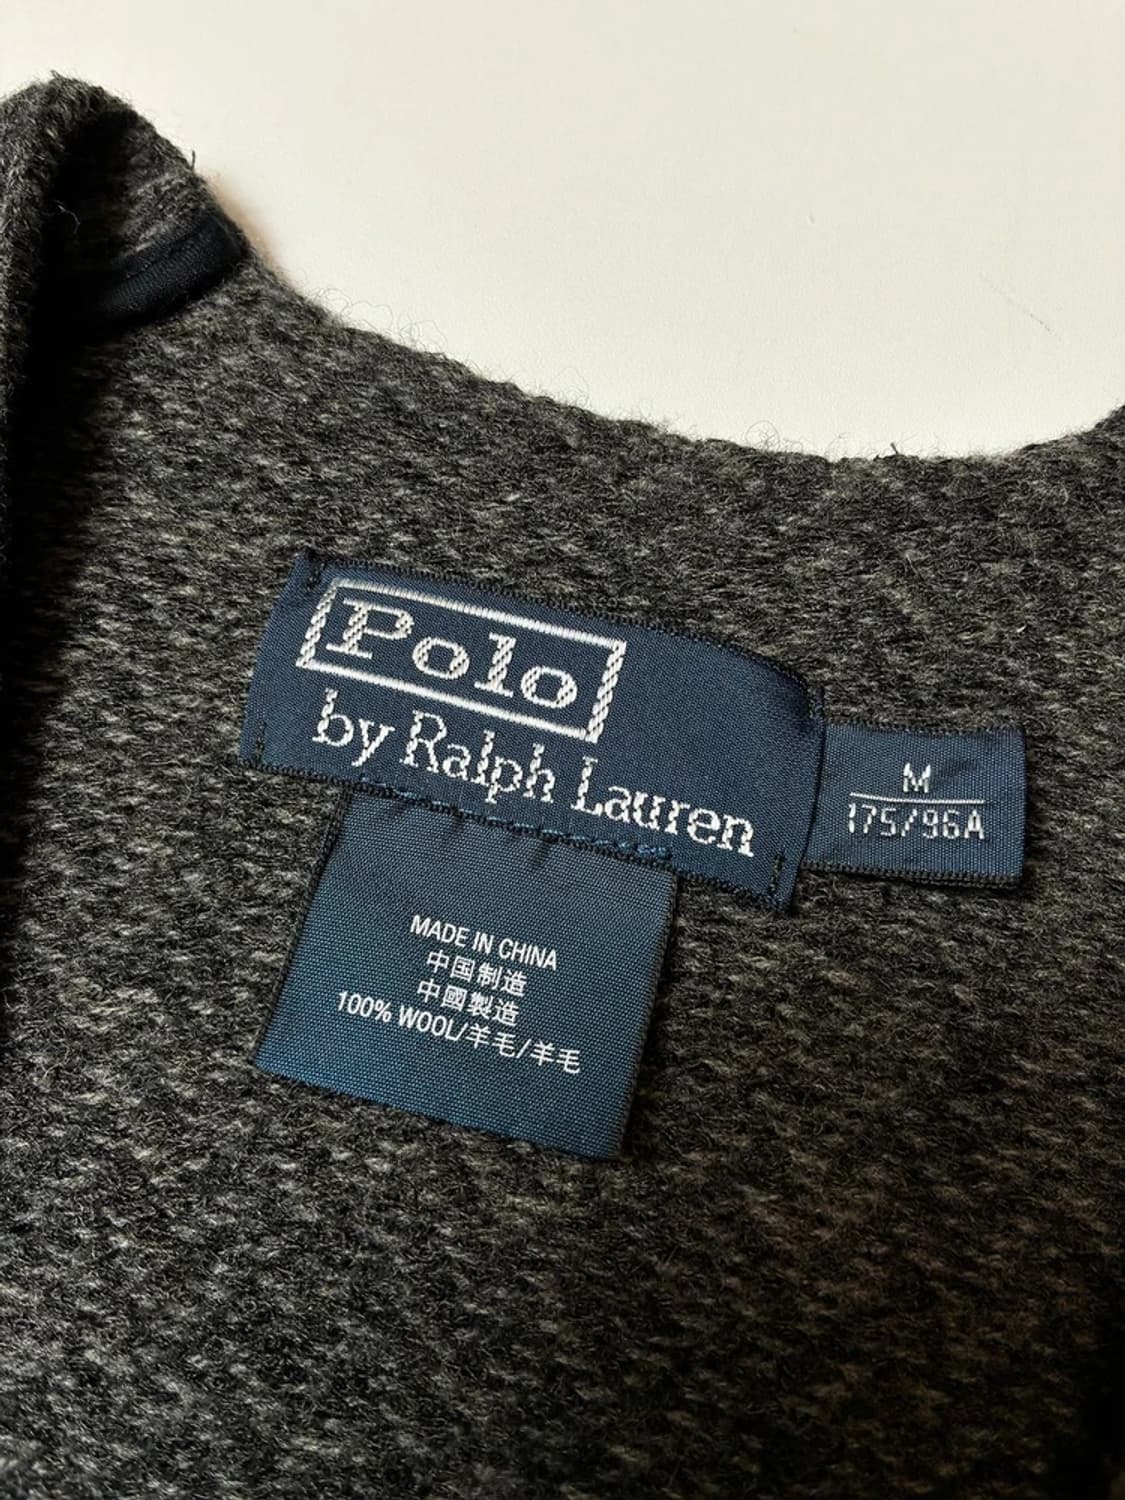 Polo
by Ralph Lauren
M
175/96A
MADE IN CHINA
中国制造
中國製造
100% WOOL/羊毛/羊毛